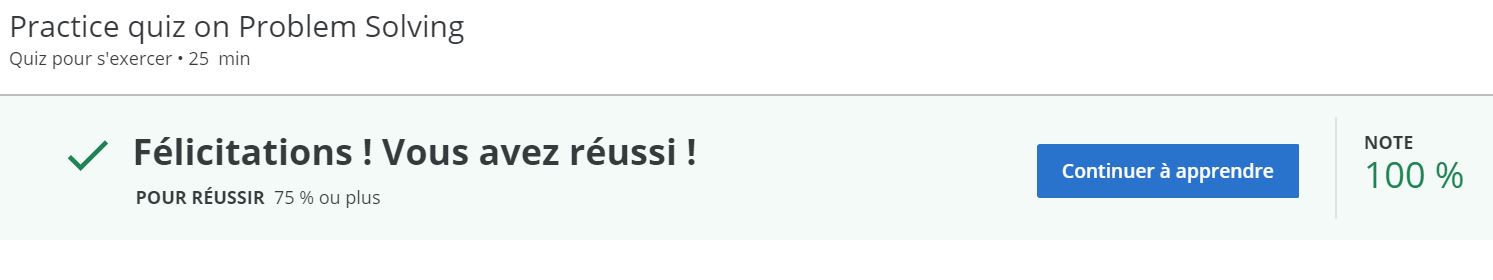 Practice quiz on Problem Solving
Quiz pour s'exercer • 25 min
Félicitations ! Vous avez réussi !
POUR RÉUSSIR 75 % ou plus
Continuer à apprendre
NOTE
100 %